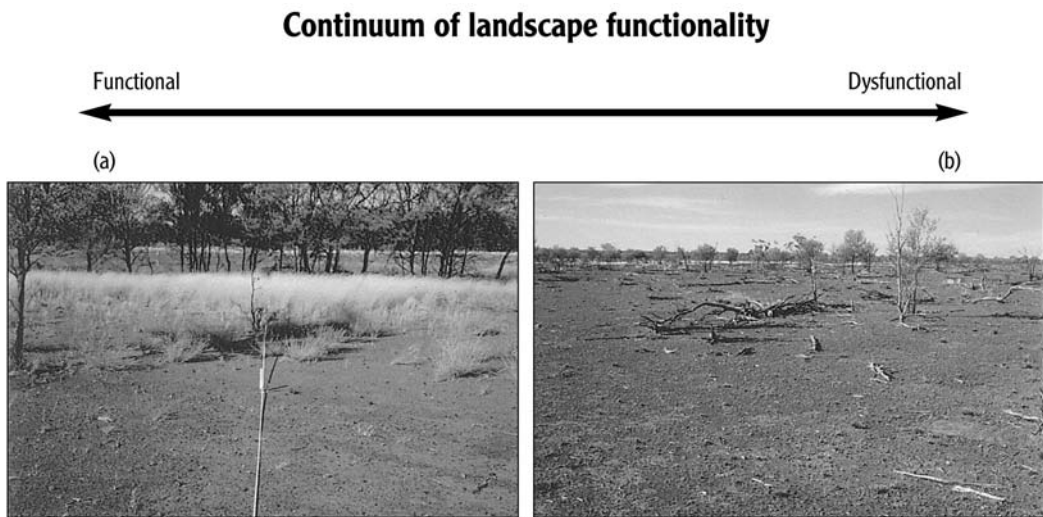 Continuum of landscape functionality
Functional
Dysfunctional
(a)
(b)